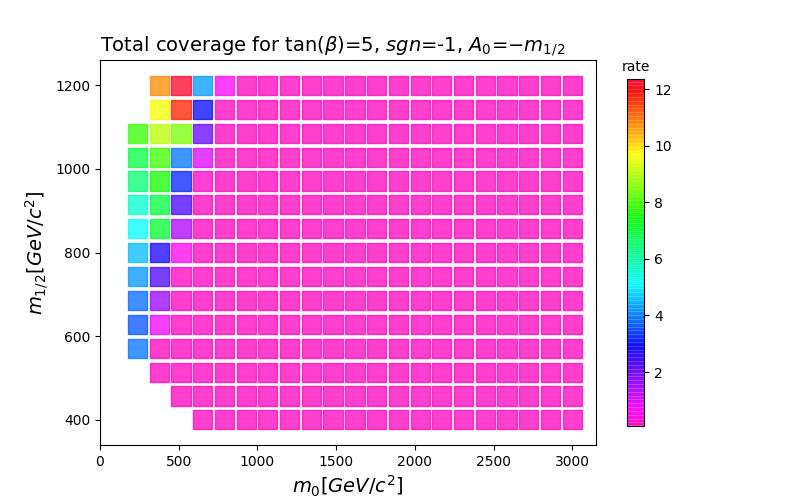 Total coverage for tan(β)=5, sgn=-1, A₀=−m₁/₂
rate
1200
1000
800
600
400
m₁/₂[GeV/c²]
0 500 1000 1500 2000 2500 3000
m₀[GeV/c²]
12
10
8
6
4
2